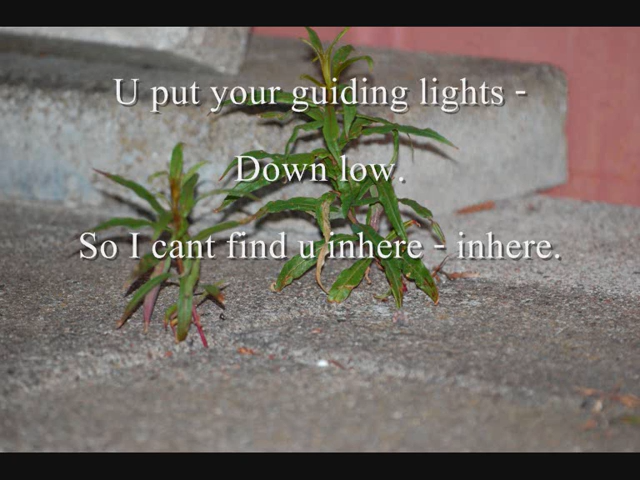 U put your guiding lights -
Down low.
So I cant find u inhere - inhere.